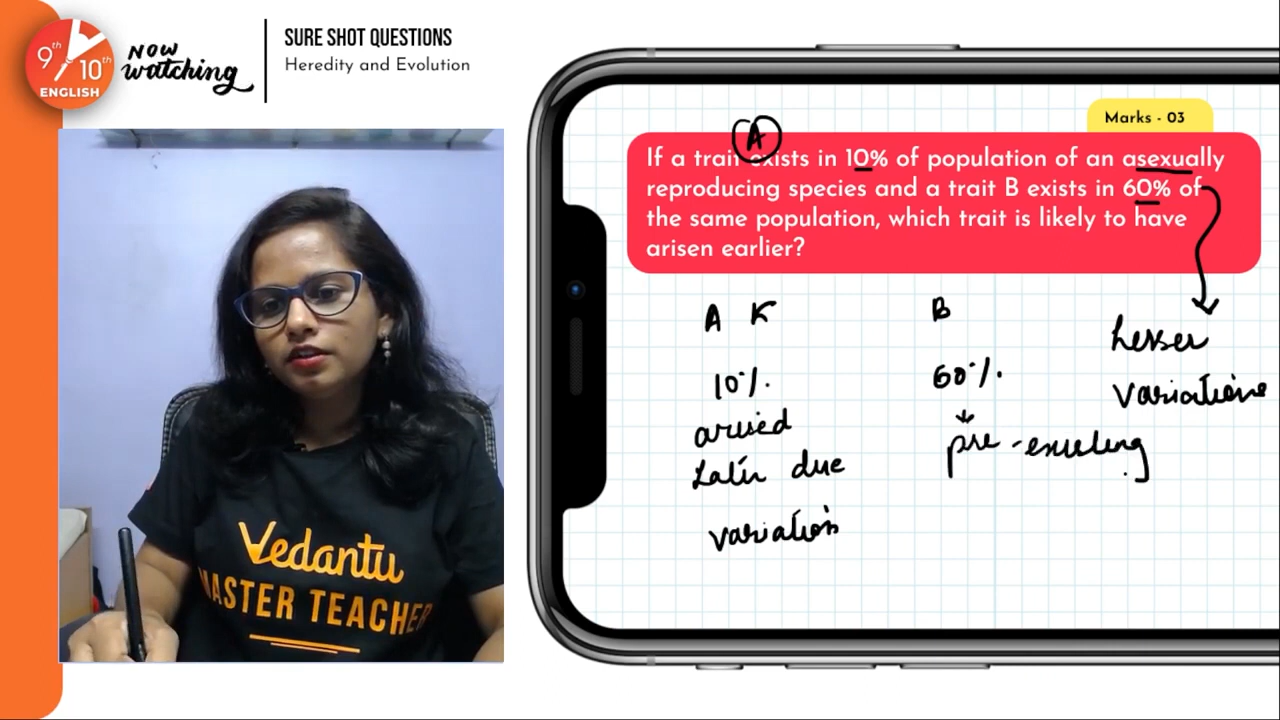 9th 10th
ENGLISH
NOW
watching
SURE SHOT QUESTIONS
Heredity and Evolution
Marks - 03
A
If a trait exists in 10% of population of an asexually
reproducing species and a trait B exists in 60% of
the same population, which trait is likely to have
arisen earlier?
A
B
10%.
60%.
Lesser
variations
arrived
Later due
variation
pre-existing
Vedantu
MASTER TEACHER